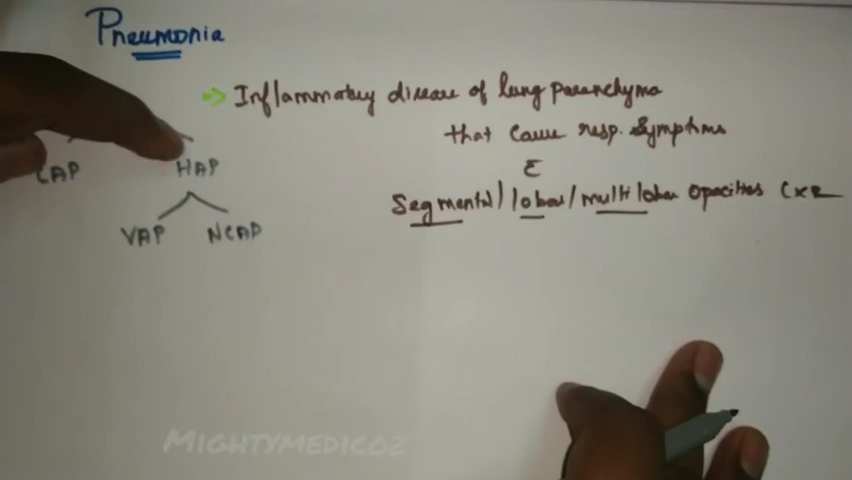 Pneumonia
Inflammatory disease of lung parenchyma
that cause resp. symptoms
Segmental/lobar/multilobar opacities CXR
CAP HAP
VAP NCAP
MIGHTYMEDICOZ